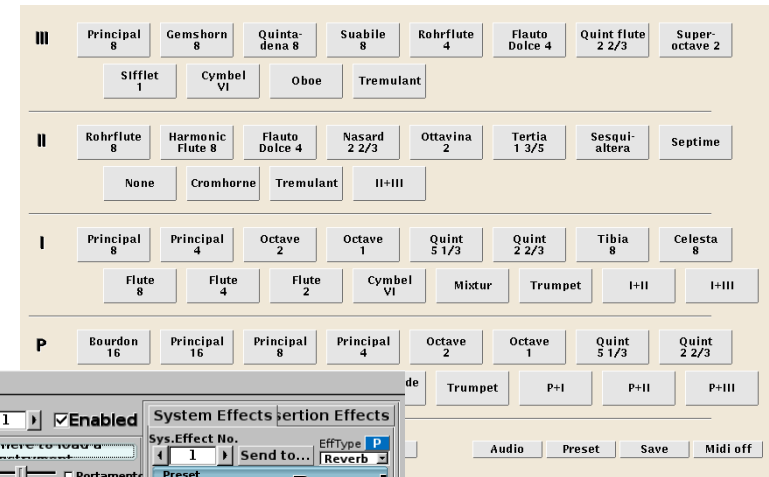 III
Principal 8 Gemshorn 8 Quinta-dena 8 Suabile 8 Rohrflute 4 Flauto Dolce 4 Quint flute 2 2/3 Super-octave 2
Sifflet 1 Cymbel VI Oboe Tremulant
II
Rohrflute 8 Harmonic Flute 8 Flauto Dolce 4 Nasard 2 2/3 Ottavina 2 Tertia 1 3/5 Sesqui-altera Septime
None Cromhorne Tremulant II+III
I
Principal 8 Principal 4 Octave 2 Octave 1 Quint 5 1/3 Quint 2 2/3 Tibia 8 Celesta 8
Flute 8 Flute 4 Flute 2 Cymbel VI Mixtur Trumpet I+II I+III
P
Bourdon 16 Principal 16 Principal 8 Principal 4 Octave 2 Octave 1 Quint 5 1/3 Quint 2 2/3
de Trumpet P+I P+II P+III
Audio Preset Save Midi off
1 Enabled System Effects sertion Effects
Sys.Effect No. EffType P
1 Send to... Reverb
Portamento Preset